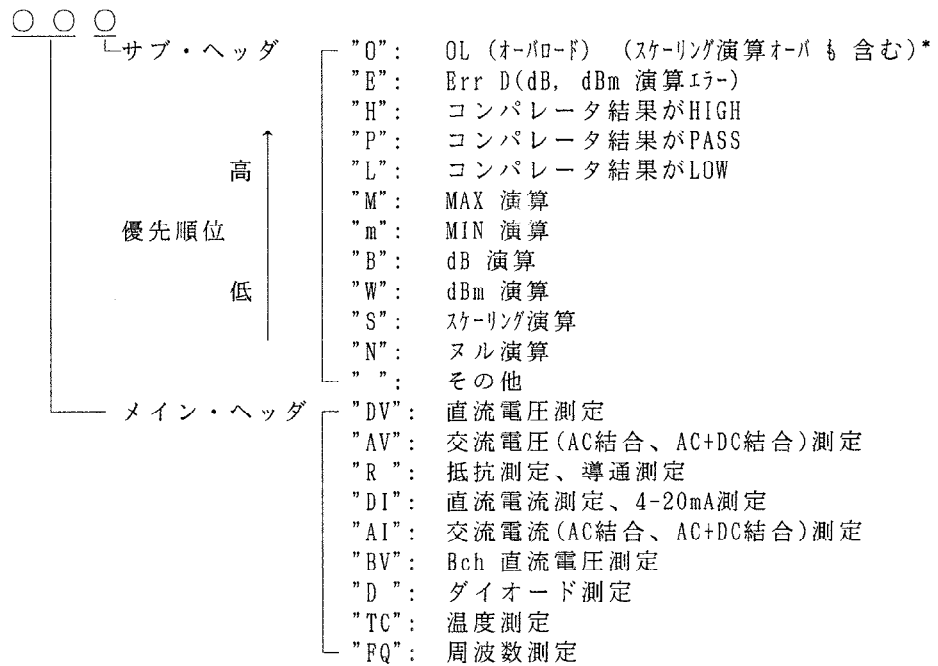 ○ ○ ○
サブ・ヘッダ "O": OL (ｵｰﾊﾞﾛｰﾄﾞ) (ｽｹｰﾘﾝｸﾞ演算ｵｰﾊﾞ も 含む)*
"E": Err D(dB, dBm 演算ｴﾗｰ)
"H": コンパレータ結果がHIGH
"P": コンパレータ結果がPASS
高 "L": コンパレータ結果がLOW
"M": MAX 演算
優先順位 "m": MIN 演算
"B": dB 演算
低 "W": dBm 演算
"S": ｽｹｰﾘﾝｸﾞ演算
"N": ヌル演算
" ": その他
メイン・ヘッダ "DV": 直流電圧測定
"AV": 交流電圧(AC結合、AC+DC結合)測定
"R ": 抵抗測定、導通測定
"DI": 直流電流測定、4-20mA測定
"AI": 交流電流(AC結合、AC+DC結合)測定
"BV": Bch 直流電圧測定
"D ": ダイオード測定
"TC": 温度測定
"FQ": 周波数測定